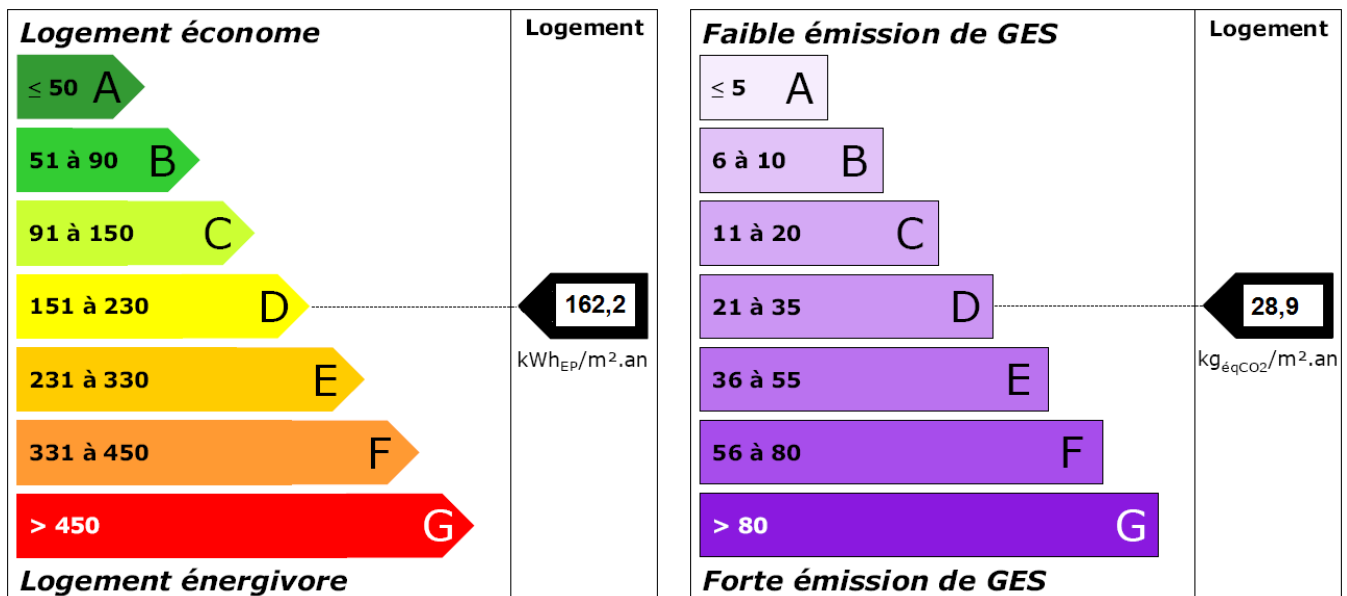 Logement économe
Logement
≤ 50 A
51 à 90 B
91 à 150 C
151 à 230 D
162,2
kWhEP/m².an
231 à 330 E
331 à 450 F
> 450 G
Logement énergivore
Faible émission de GES
Logement
≤ 5 A
6 à 10 B
11 à 20 C
21 à 35 D
28,9
kgéqCO2/m².an
36 à 55 E
56 à 80 F
> 80 G
Forte émission de GES